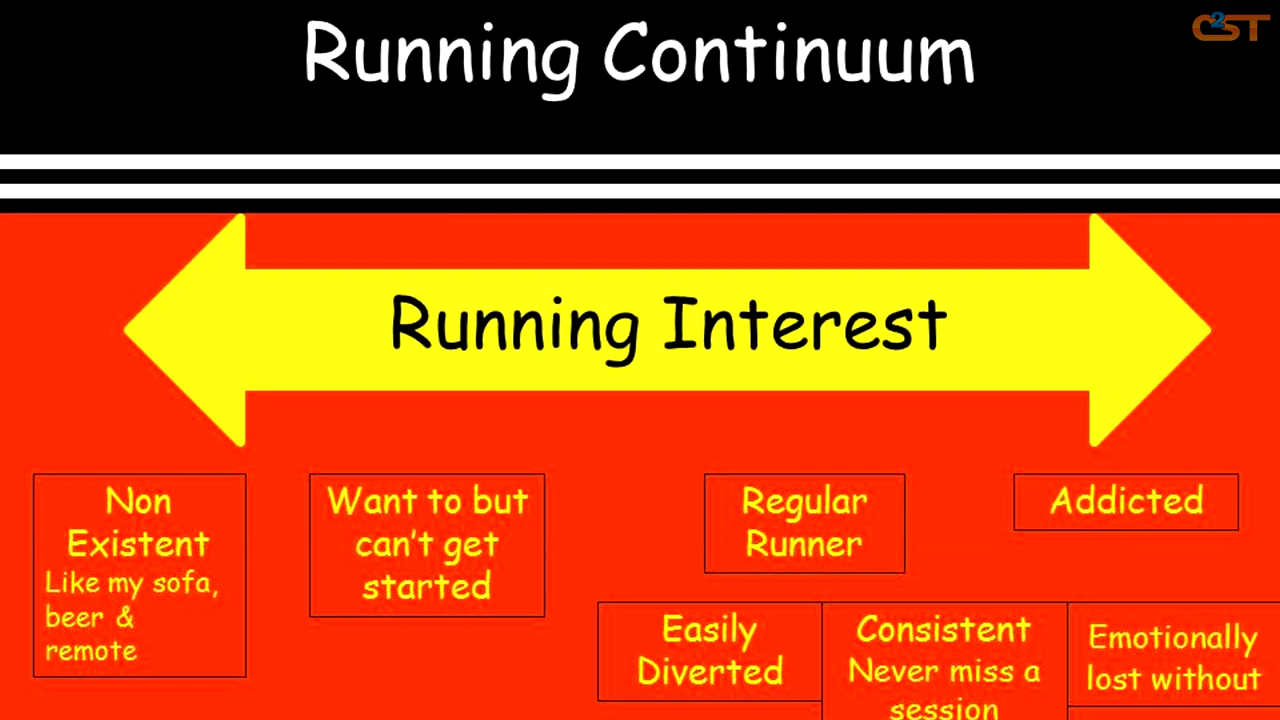 Running Continuum
C2ST
Running Interest
Non
Existent
Like my sofa,
beer &
remote
Want to but
can't get
started
Regular
Runner
Addicted
Easily
Diverted
Consistent
Never miss a
session
Emotionally
lost without